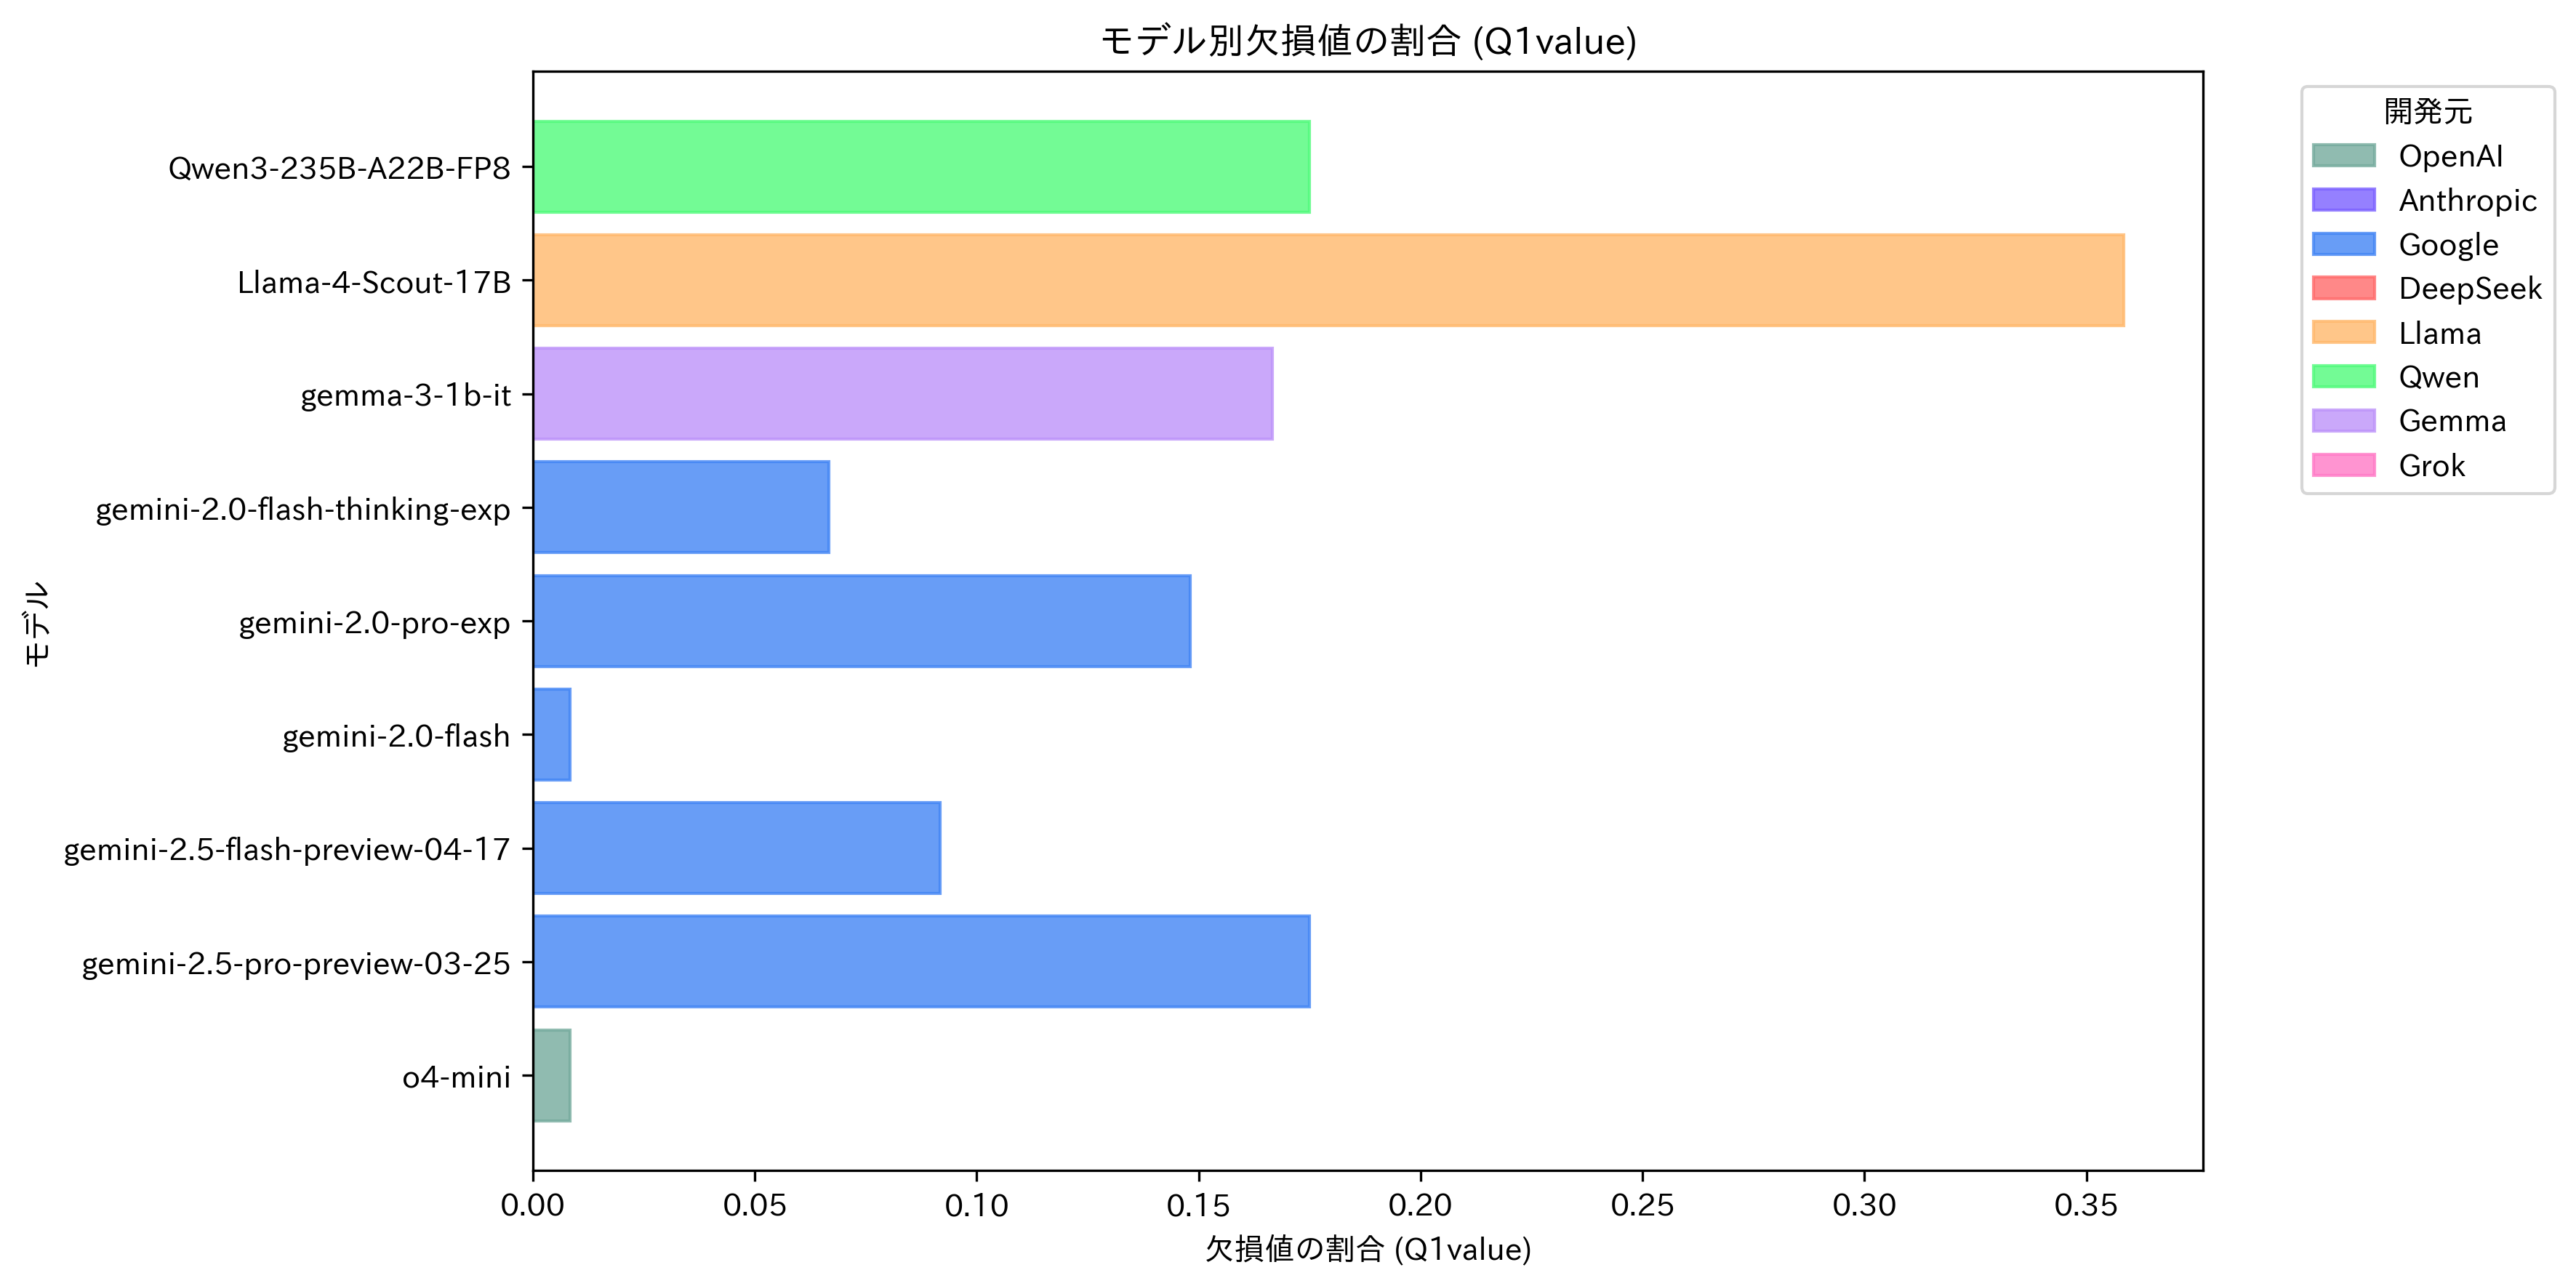 モデル別欠損値の割合 (Q1value)
モデル
Qwen3-235B-A22B-FP8
Llama-4-Scout-17B
gemma-3-1b-it
gemini-2.0-flash-thinking-exp
gemini-2.0-pro-exp
gemini-2.0-flash
gemini-2.5-flash-preview-04-17
gemini-2.5-pro-preview-03-25
o4-mini
0.00 0.05 0.10 0.15 0.20 0.25 0.30 0.35
欠損値の割合 (Q1value)
開発元
OpenAI
Anthropic
Google
DeepSeek
Llama
Qwen
Gemma
Grok